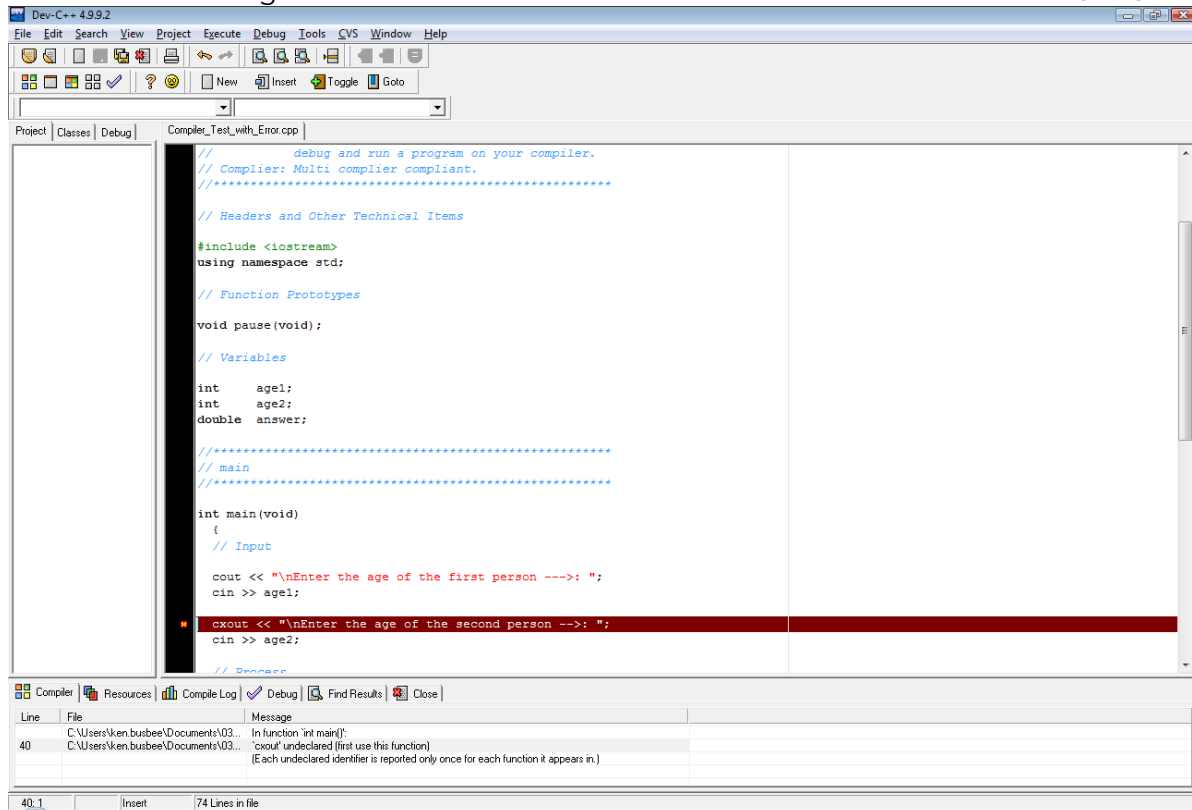 Dev-C++ 4.9.9.2
File Edit Search View Project Execute Debug Tools CVS Window Help
New Insert Toggle Goto
Project Classes Debug Compiler_Test_with_Error.cpp
// debug and run a program on your compiler.
// Complier: Multi complier compliant.
//******************************************************
// Headers and Other Technical Items
#include <iostream>
using namespace std;
// Function Prototypes
void pause(void);
// Variables
int age1;
int age2;
double answer;
//******************************************************
// main
//******************************************************
int main(void)
{
// Input
cout << "\nEnter the age of the first person --->: ";
cin >> age1;
cxout << "\nEnter the age of the second person -->: ";
cin >> age2;
// Process
Compiler Resources Compile Log Debug Find Results Close
Line File Message
C:\Users\ken.busbee\Documents\03... In function `int main()':
40 C:\Users\ken.busbee\Documents\03... `cxout' undeclared (first use this function)
(Each undeclared identifier is reported only once for each function it appears in.)
40: 1 Insert 74 Lines in file